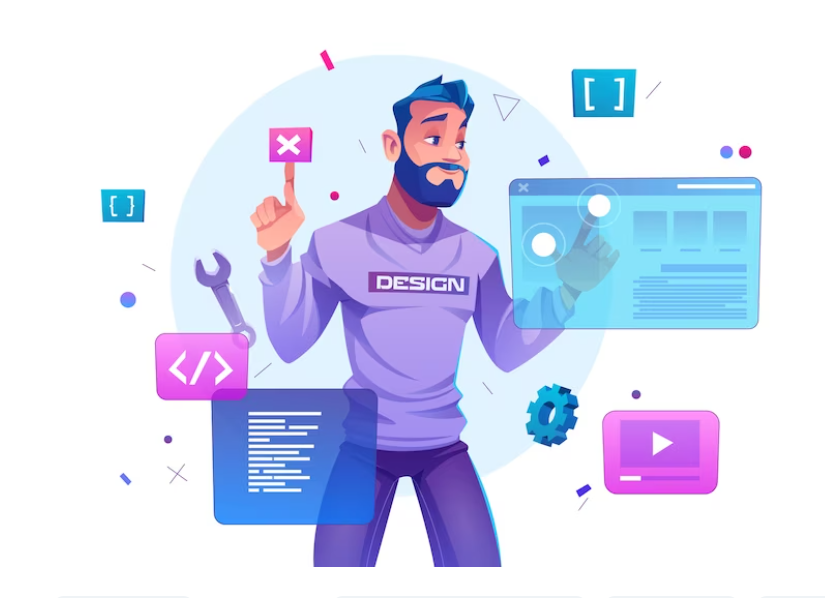 [ ]
{ }
DESIGN
</>